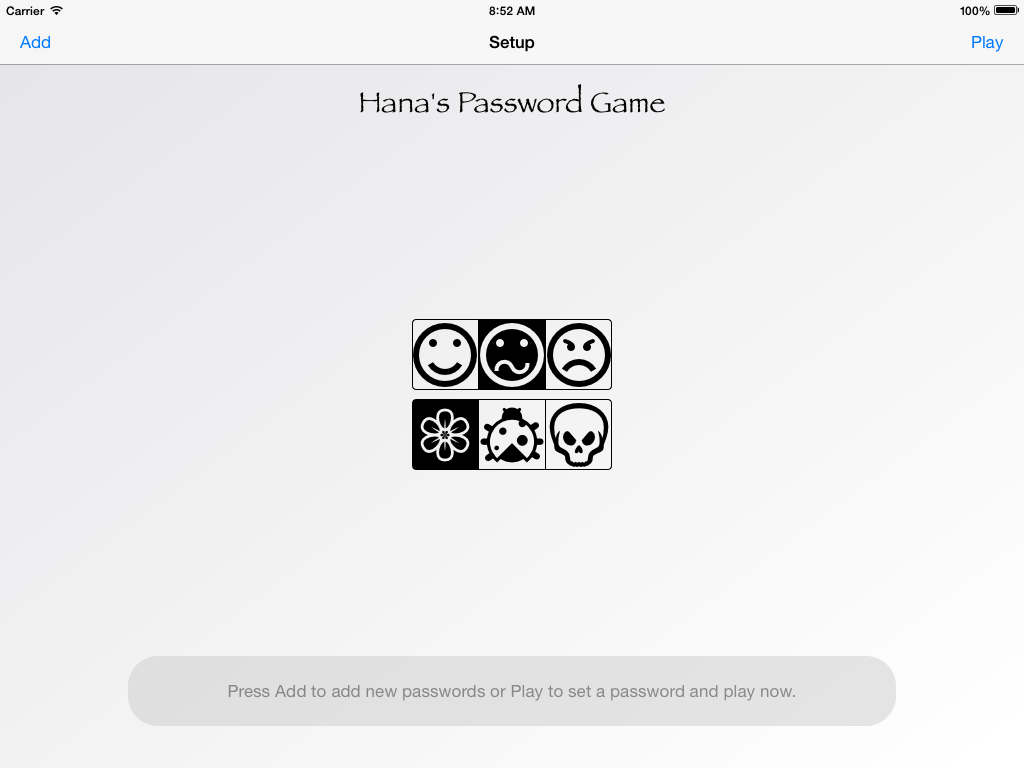 Carrier 8:52 AM 100%
Add Setup Play
Hana's Password Game
Press Add to add new passwords or Play to set a password and play now.